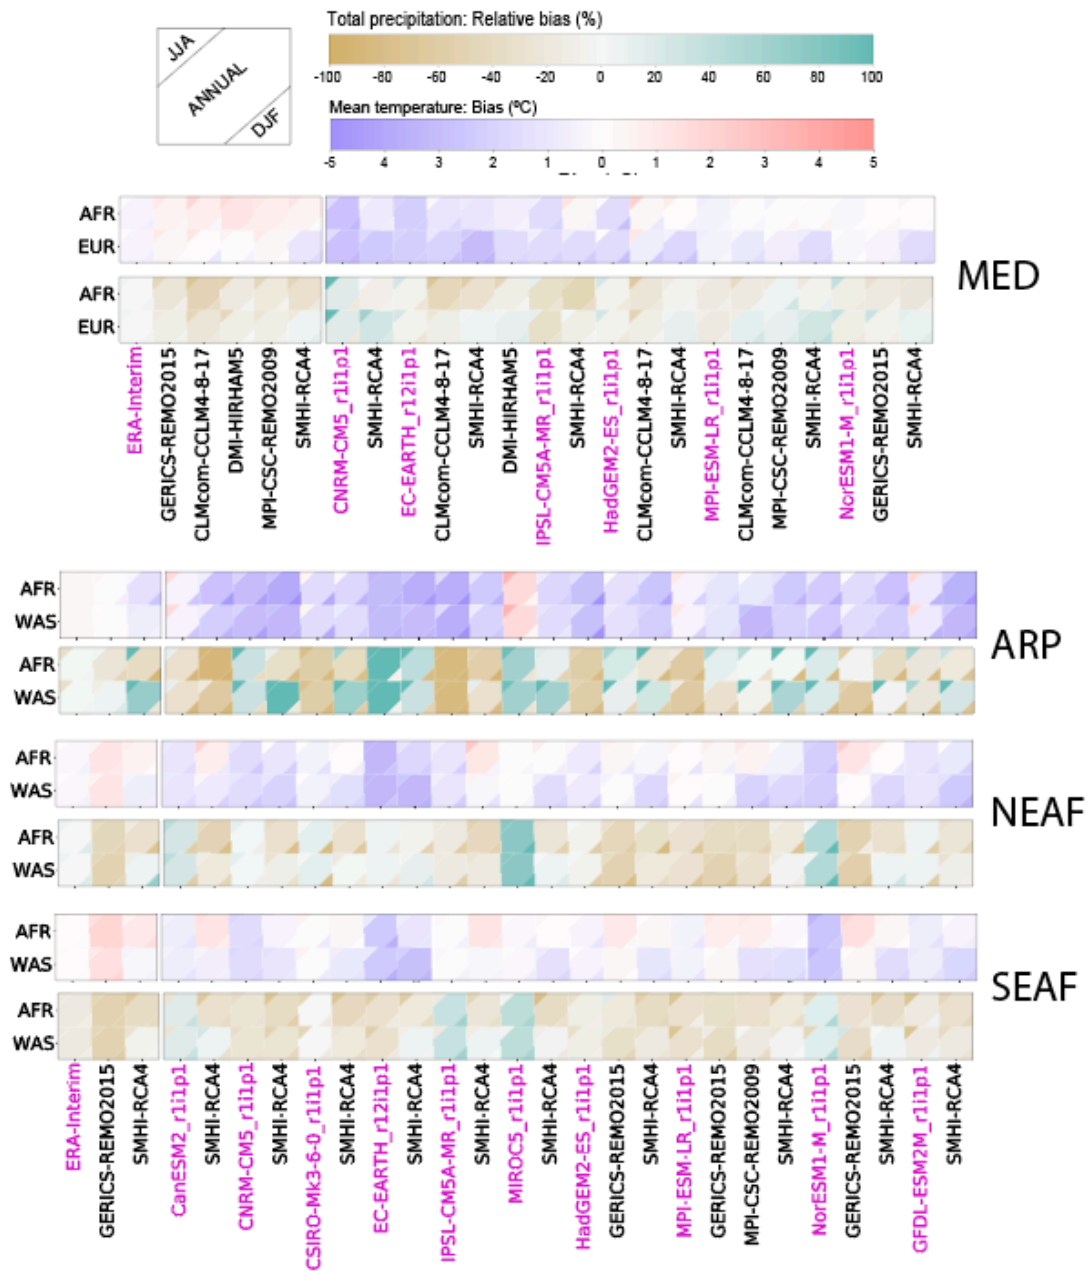 Total precipitation: Relative bias (%)
JJA
ANNUAL
DJF
-100 -80 -60 -40 -20 0 20 40 60 80 100
Mean temperature: Bias (ºC)
-5 4 3 2 1 0 1 2 3 4 5
AFR
EUR
MED
AFR
EUR
ERA-Interim
GERICS-REMO2015
CLMcom-CCLM4-8-17
DMI-HIRHAM5
MPI-CSC-REMO2009
SMHI-RCA4
CNRM-CM5_r1i1p1
SMHI-RCA4
EC-EARTH_r12i1p1
CLMcom-CCLM4-8-17
SMHI-RCA4
DMI-HIRHAM5
IPSL-CM5A-MR_r1i1p1
SMHI-RCA4
HadGEM2-ES_r1i1p1
CLMcom-CCLM4-8-17
SMHI-RCA4
MPI-ESM-LR_r1i1p1
CLMcom-CCLM4-8-17
MPI-CSC-REMO2009
SMHI-RCA4
NorESM1-M_r1i1p1
GERICS-REMO2015
SMHI-RCA4
AFR
WAS
ARP
AFR
WAS
AFR
WAS
NEAF
AFR
WAS
AFR
WAS
SEAF
AFR
WAS
ERA-Interim
GERICS-REMO2015
SMHI-RCA4
CanESM2_r1i1p1
SMHI-RCA4
CNRM-CM5_r1i1p1
SMHI-RCA4
CSIRO-Mk3-6-0_r1i1p1
SMHI-RCA4
EC-EARTH_r12i1p1
SMHI-RCA4
IPSL-CM5A-MR_r1i1p1
SMHI-RCA4
MIROC5_r1i1p1
SMHI-RCA4
HadGEM2-ES_r1i1p1
GERICS-REMO2015
SMHI-RCA4
MPI-ESM-LR_r1i1p1
GERICS-REMO2015
MPI-CSC-REMO2009
SMHI-RCA4
NorESM1-M_r1i1p1
GERICS-REMO2015
SMHI-RCA4
GFDL-ESM2M_r1i1p1
SMHI-RCA4